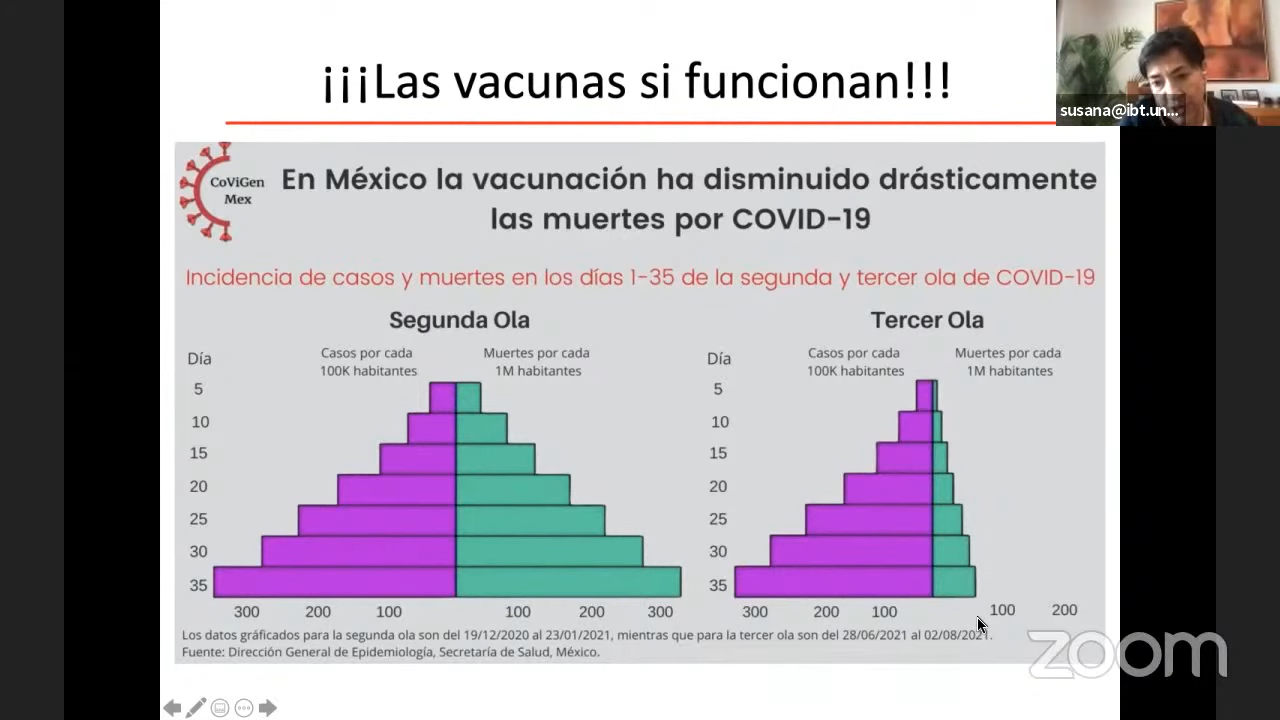 ¡¡¡Las vacunas si funcionan!!!
susana@ibt.un...
CoViGen
Mex
En México la vacunación ha disminuido drásticamente
las muertes por COVID-19
Incidencia de casos y muertes en los días 1-35 de la segunda y tercer ola de COVID-19
Segunda Ola
Día
Casos por cada
100K habitantes
Muertes por cada
1M habitantes
5
10
15
20
25
30
35
300 200 100 100 200 300
Tercer Ola
Día
Casos por cada
100K habitantes
Muertes por cada
1M habitantes
5
10
15
20
25
30
35
300 200 100 100 200
Los datos gráficados para la segunda ola son del 19/12/2020 al 23/01/2021, mientras que para la tercer ola son del 28/06/2021 al 02/08/2021.
Fuente: Dirección General de Epidemiología, Secretaría de Salud, México.
zoom